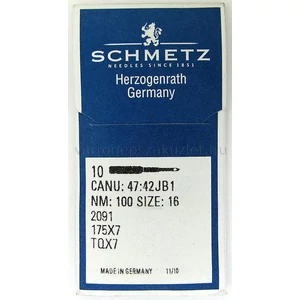 SCHMETZ
NEEDLES SINCE 1851
Herzogenrath
Germany
10
CANU: 47:42JB1
NM: 100 SIZE: 16
2091
175X7
TQX7
MADE IN GERMANY 11/10